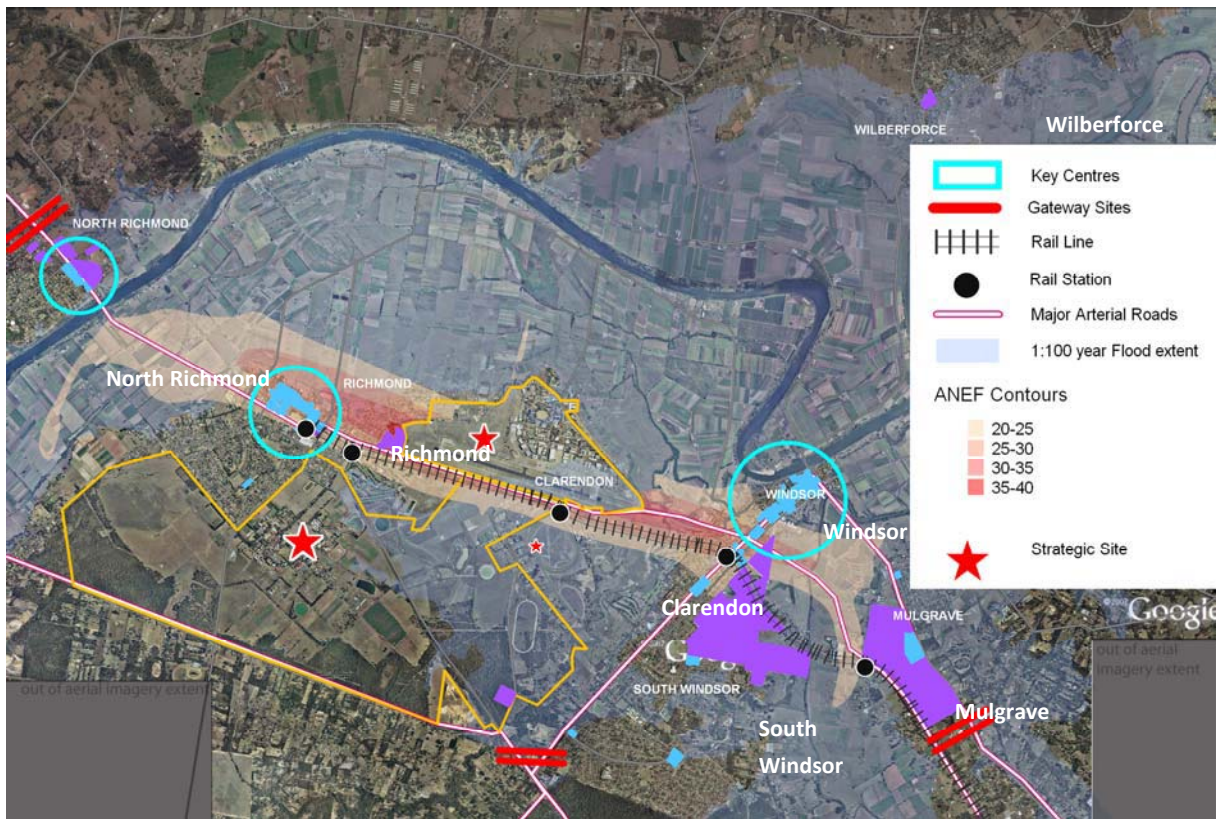 WILBERFORCE
Wilberforce
NORTH RICHMOND
Key Centres
Gateway Sites
Rail Line
Rail Station
Major Arterial Roads
1:100 year Flood extent
ANEF Contours
20-25
25-30
30-35
35-40
Strategic Site
North Richmond
RICHMOND
Richmond
CLARENDON
WINDSOR
Windsor
Clarendon
MULGRAVE
Google
out of aerial
imagery extent
out of aerial imagery extent
SOUTH WINDSOR
Mulgrave
South
Windsor